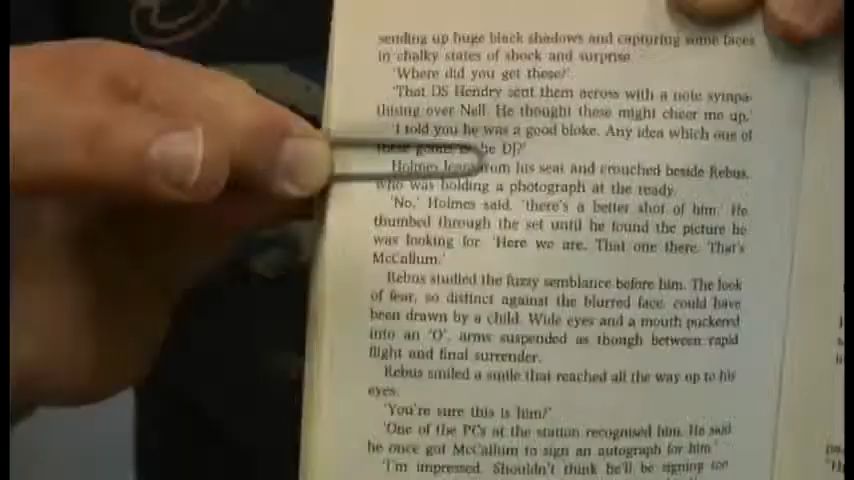 sending up huge black shadows and capturing some faces
in chalky states of shock and surprise.
'Where did you get these?'
'That DS Hendry sent them across with a note sympa-
thising over Nell. He thought these might cheer me up.'
'I told you he was a good bloke. Any idea which one of
these he DJ?'
Holmes from his seat and crouched beside Rebus,
who was holding a photograph at the ready.
'No,' Holmes said, 'there's a better shot of him.' He
thumbed through the set until he found the picture he
was looking for. 'Here we are. That one there. That's
McCallum.'
Rebus studied the fuzzy semblance before him. The look
of fear, so distinct against the blurred face, could have
been drawn by a child. Wide eyes and a mouth puckered
into an 'O', arms suspended as though between rapid
flight and final surrender.
Rebus smiled a smile that reached all the way up to his
eyes.
'You're sure this is him?'
'One of the PCs at the station recognised him. He said
he once got McCallum to sign an autograph for him.'
'I'm impressed. Shouldn't think he'll be signing too